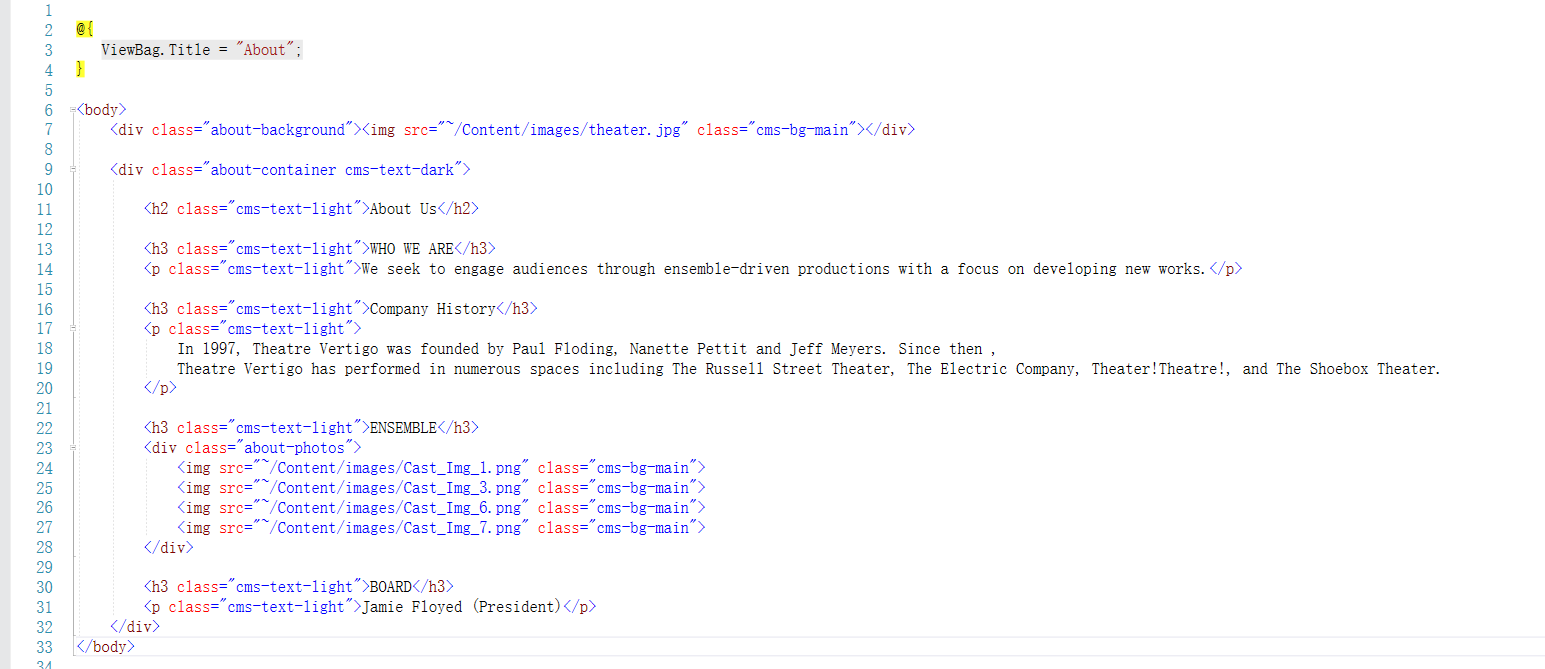 1
2 @{
3 ViewBag.Title = "About";
4 }
5
6 <body>
7 <div class="about-background"><img src="~/Content/images/theater.jpg" class="cms-bg-main"></div>
8
9 <div class="about-container cms-text-dark">
10
11 <h2 class="cms-text-light">About Us</h2>
12
13 <h3 class="cms-text-light">WHO WE ARE</h3>
14 <p class="cms-text-light">We seek to engage audiences through ensemble-driven productions with a focus on developing new works.</p>
15
16 <h3 class="cms-text-light">Company History</h3>
17 <p class="cms-text-light">
18 In 1997, Theatre Vertigo was founded by Paul Floding, Nanette Pettit and Jeff Meyers. Since then ,
19 Theatre Vertigo has performed in numerous spaces including The Russell Street Theater, The Electric Company, Theater!Theatre!, and The Shoebox Theater.
20 </p>
21
22 <h3 class="cms-text-light">ENSEMBLE</h3>
23 <div class="about-photos">
24 <img src="~/Content/images/Cast_Img_1.png" class="cms-bg-main">
25 <img src="~/Content/images/Cast_Img_3.png" class="cms-bg-main">
26 <img src="~/Content/images/Cast_Img_6.png" class="cms-bg-main">
27 <img src="~/Content/images/Cast_Img_7.png" class="cms-bg-main">
28 </div>
29
30 <h3 class="cms-text-light">BOARD</h3>
31 <p class="cms-text-light">Jamie Floyed (President)</p>
32 </div>
33 </body>
34